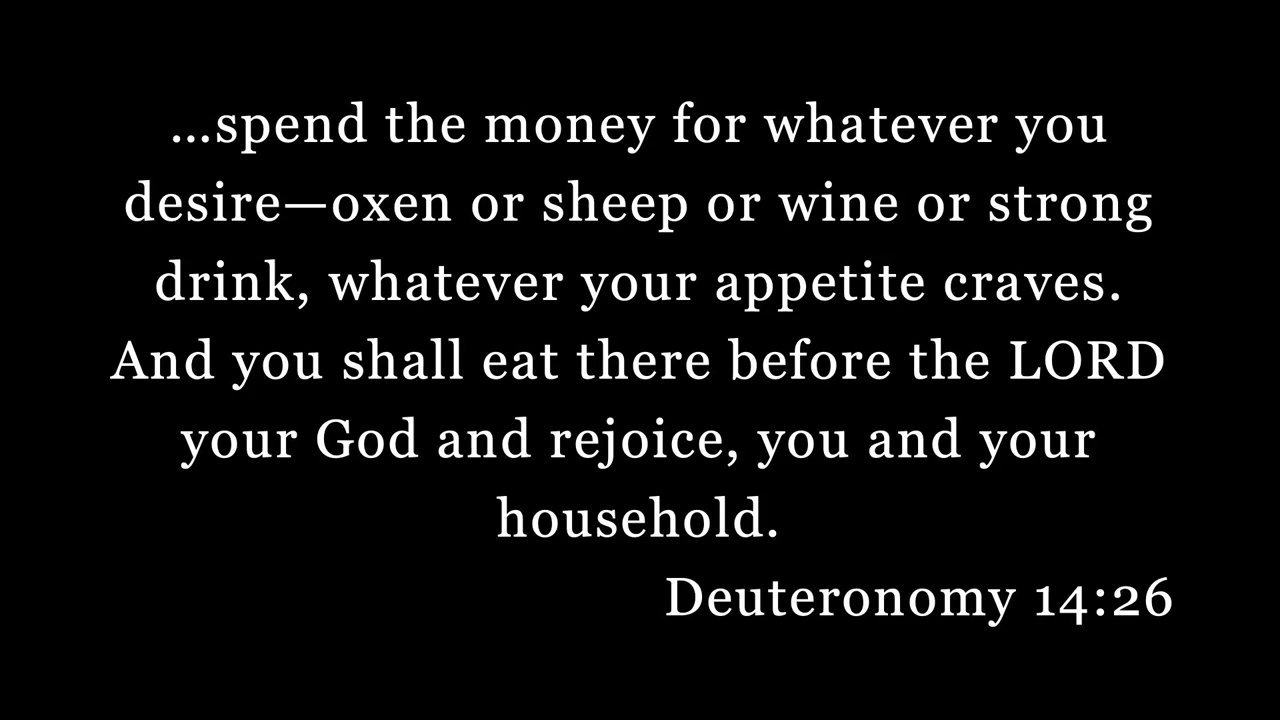 ...spend the money for whatever you
desire—oxen or sheep or wine or strong
drink, whatever your appetite craves.
And you shall eat there before the LORD
your God and rejoice, you and your
household.
Deuteronomy 14:26